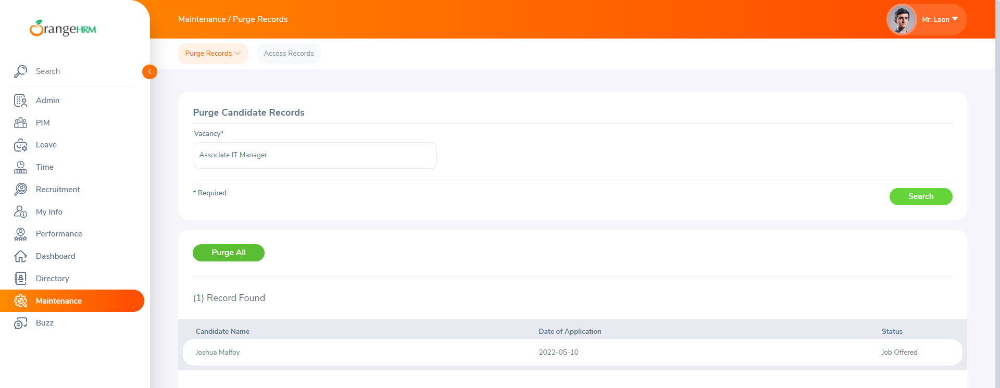 OrangeHRM
Maintenance / Purge Records
Mr. Leon
Purge Records
Access Records
Search
Admin
PIM
Leave
Time
Recruitment
My Info
Performance
Dashboard
Directory
Maintenance
Buzz
Purge Candidate Records
Vacancy*
Associate IT Manager
* Required
Search
Purge All
(1) Record Found
Candidate Name Date of Application Status
Joshua Malfoy 2022-05-10 Job Offered